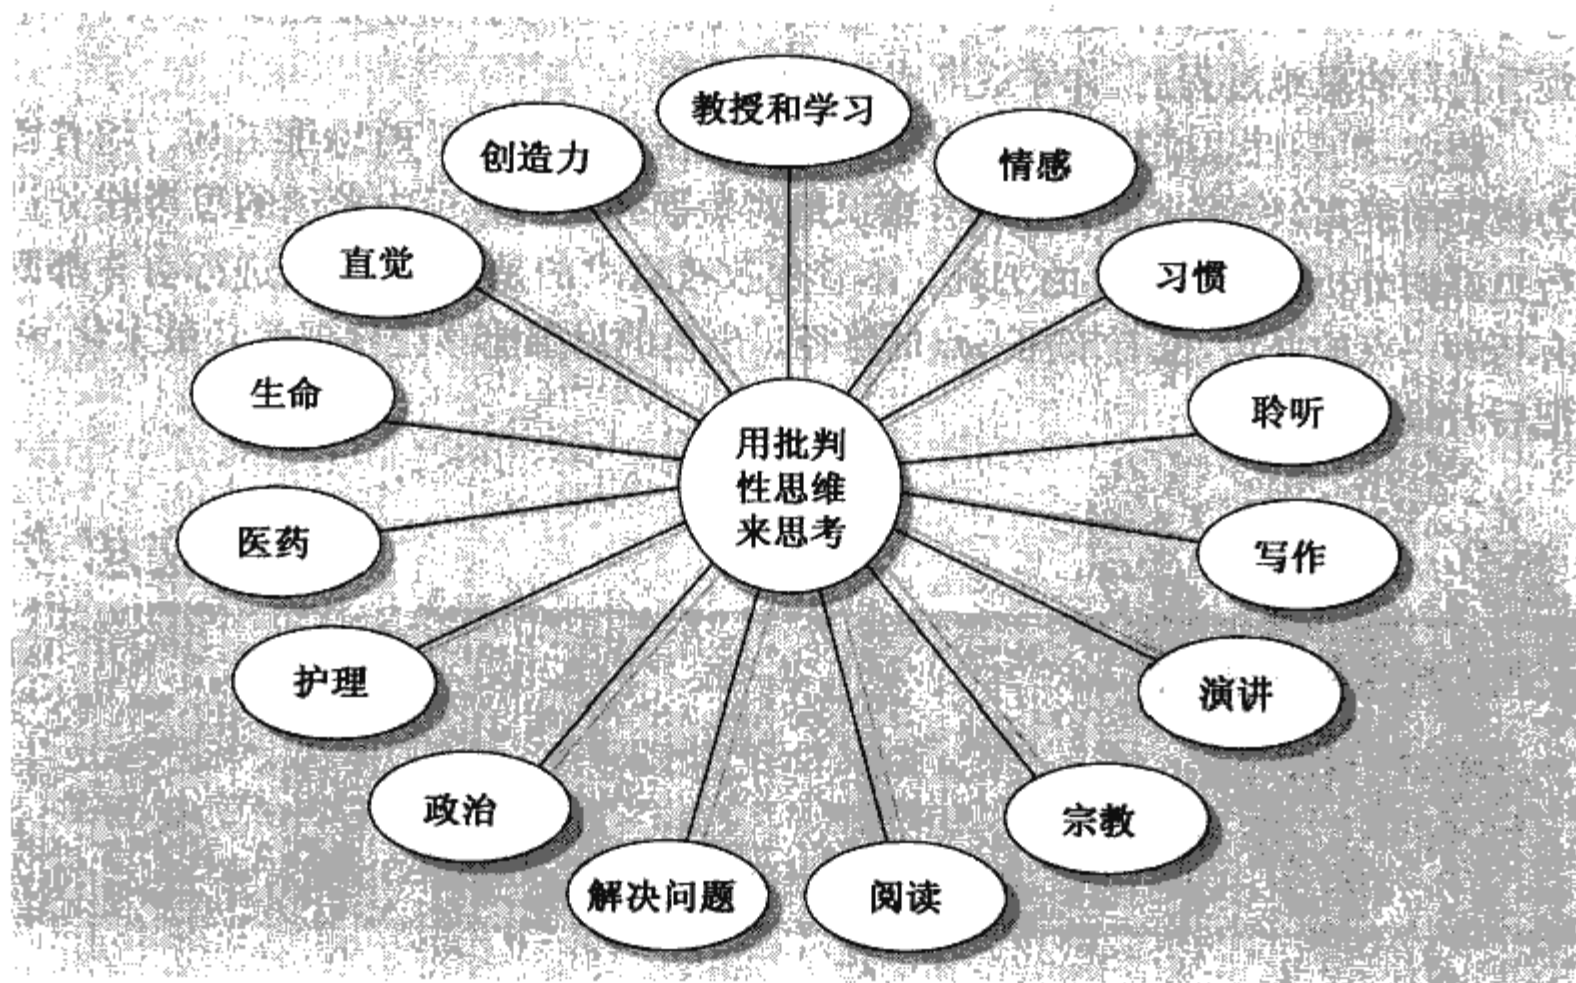 教授和学习
创造力
情感
直觉
习惯
生命
聆听
用批判
性思维
来思考
医药
写作
护理
演讲
政治
宗教
解决问题
阅读